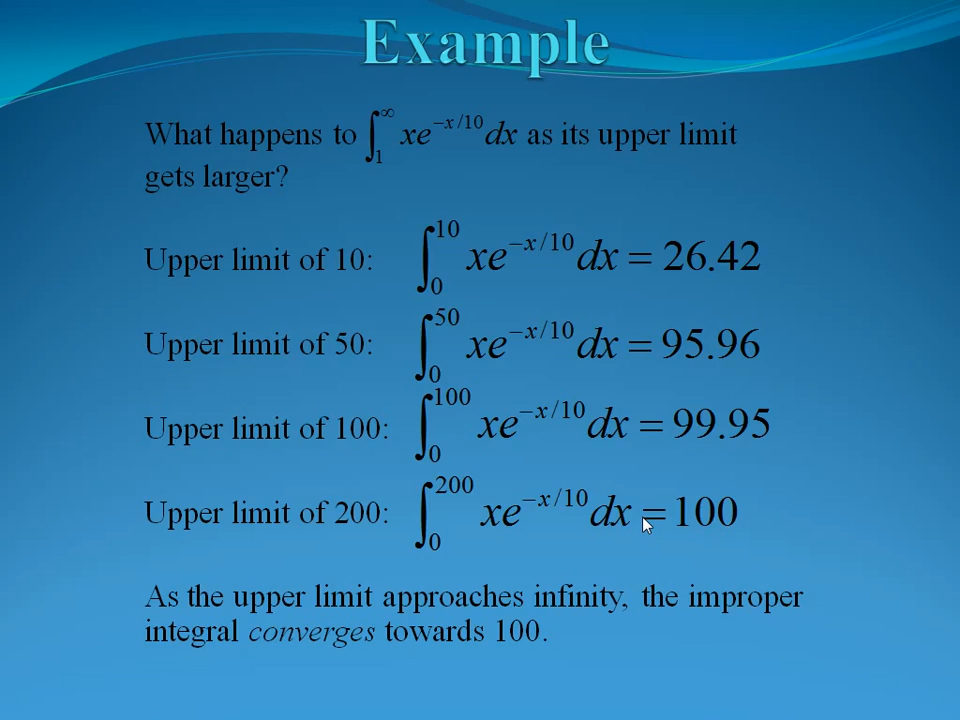 Example
What happens to ∫₁^∞ xe^(−x/10) dx as its upper limit
gets larger?
Upper limit of 10: ∫₀^10 xe^(−x/10) dx = 26.42
Upper limit of 50: ∫₀^50 xe^(−x/10) dx = 95.96
Upper limit of 100: ∫₀^100 xe^(−x/10) dx = 99.95
Upper limit of 200: ∫₀^200 xe^(−x/10) dx = 100
As the upper limit approaches infinity, the improper
integral converges towards 100.